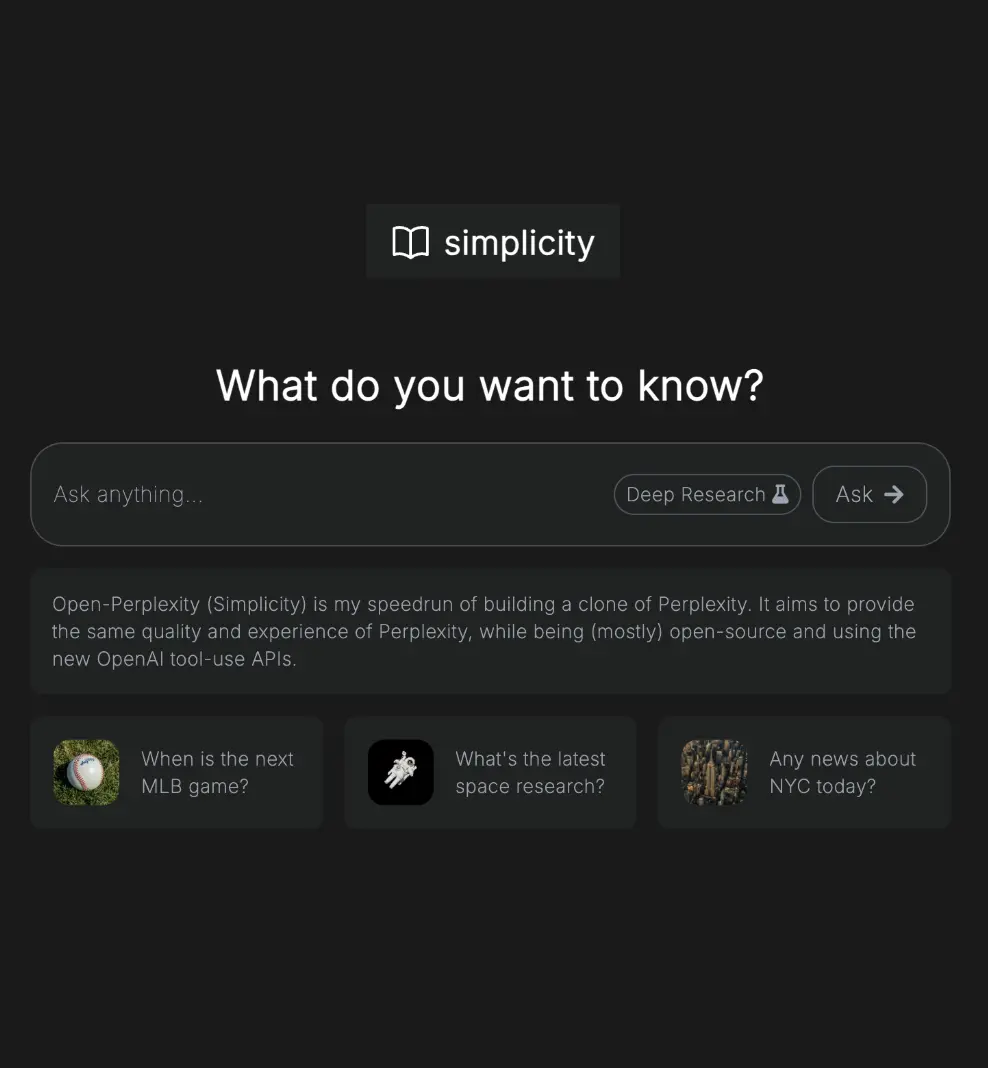 simplicity
What do you want to know?
Ask anything...
Deep Research
Ask
Open-Perplexity (Simplicity) is my speedrun of building a clone of Perplexity. It aims to provide
the same quality and experience of Perplexity, while being (mostly) open-source and using the
new OpenAI tool-use APIs.
When is the next
MLB game?
What's the latest
space research?
Any news about
NYC today?